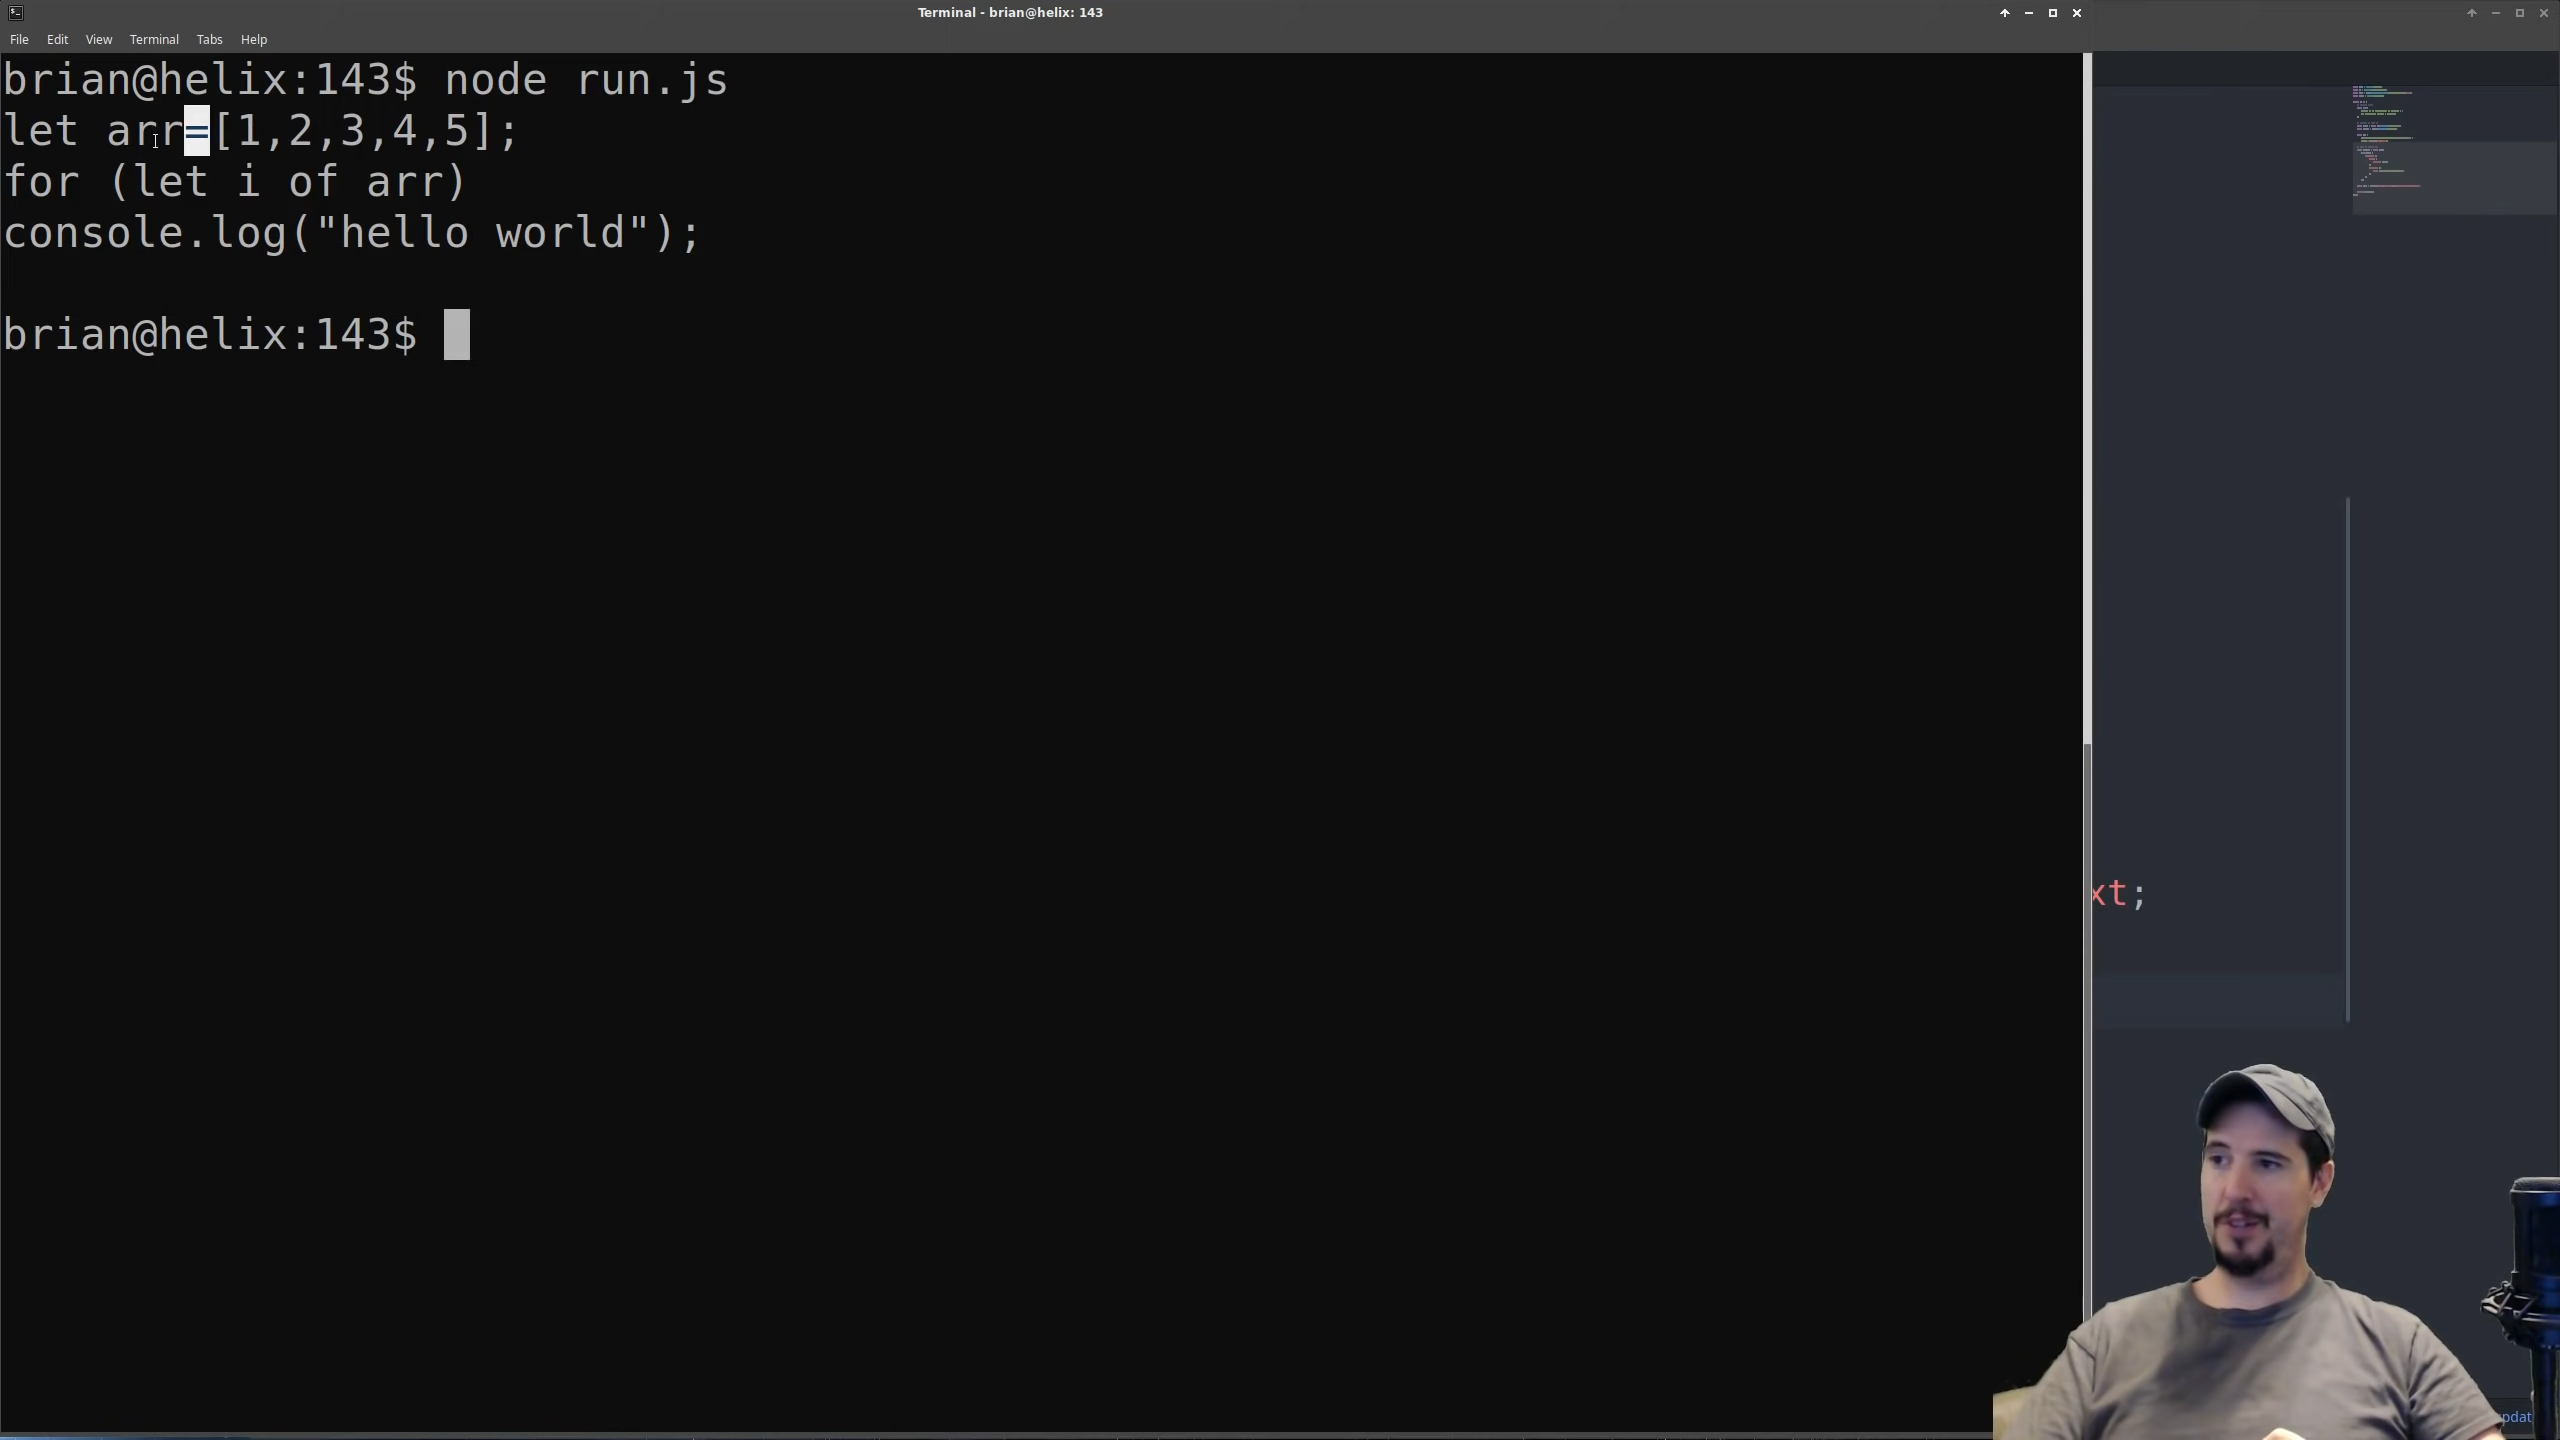 Terminal - brian@helix: 143
File Edit View Terminal Tabs Help
brian@helix:143$ node run.js
let arr=[1,2,3,4,5];
for (let i of arr)
console.log("hello world");
brian@helix:143$
xt;
pdat